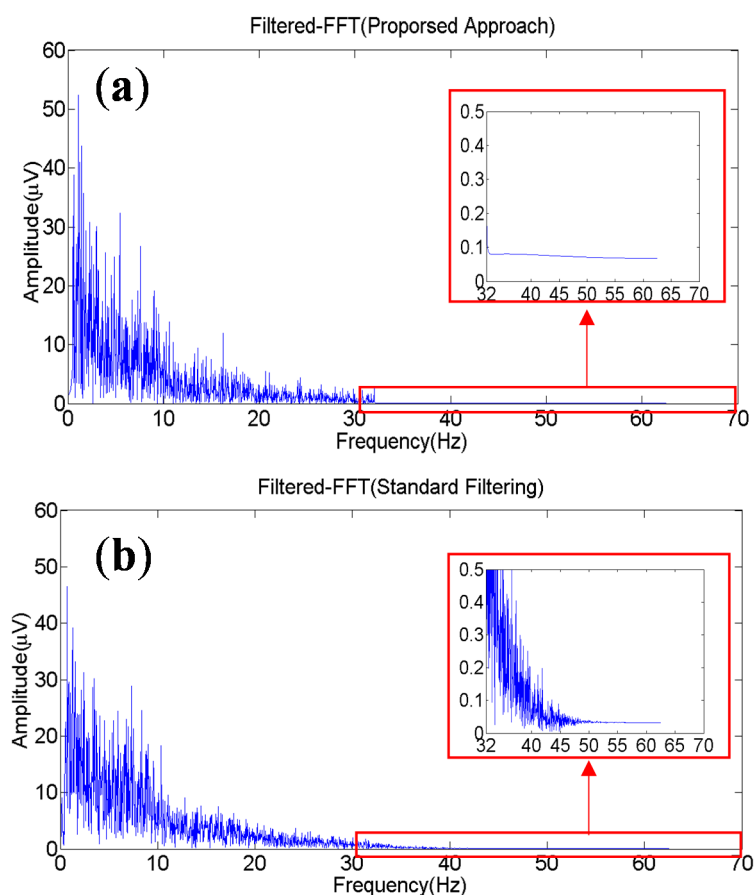 Filtered-FFT(Proporsed Approach)
60
50
40
30
20
10
0
Amplitude(μV)
(a)
0.5
0.4
0.3
0.2
0.1
0
32 40 45 50 55 60 65 70
0 10 20 30 40 50 60 70
Frequency(Hz)
Filtered-FFT(Standard Filtering)
60
50
40
30
20
10
0
Amplitude(μV)
(b)
0.5
0.4
0.3
0.2
0.1
0
32 40 45 50 55 60 65 70
0 10 20 30 40 50 60 70
Frequency(Hz)